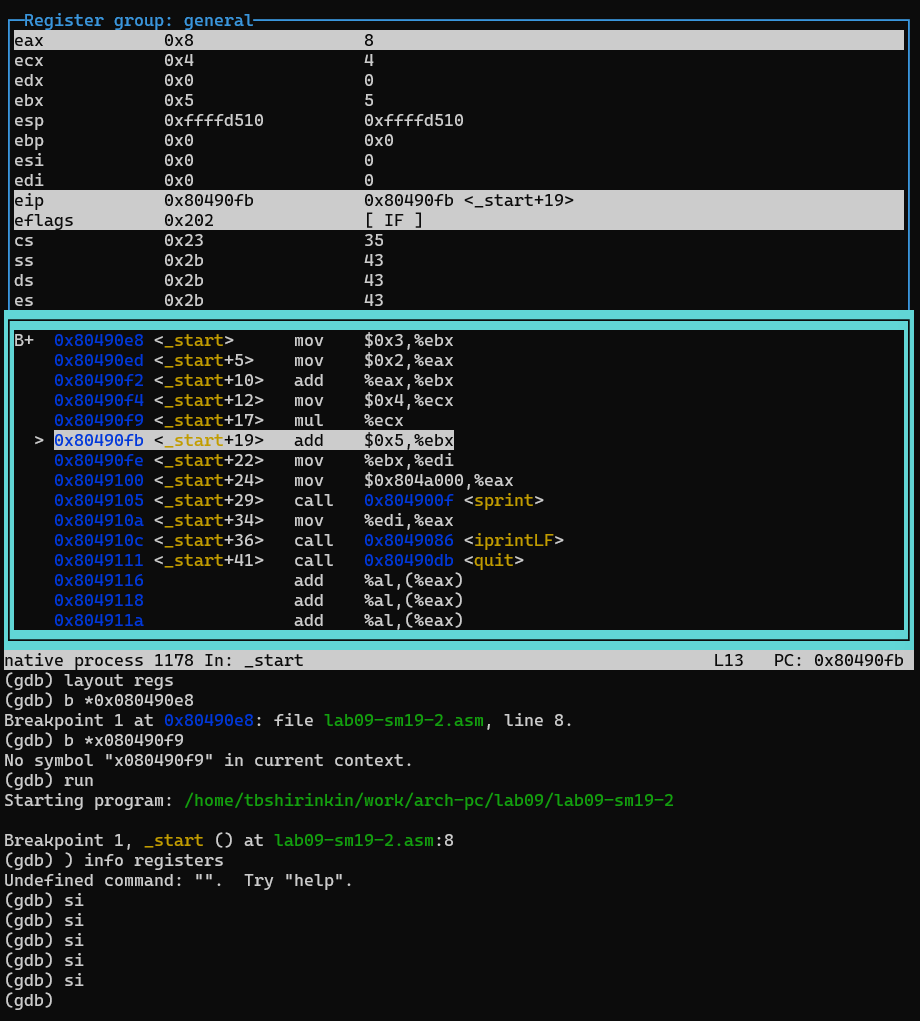 Register group: general
eax 0x8 8
ecx 0x4 4
edx 0x0 0
ebx 0x5 5
esp 0xffffd510 0xffffd510
ebp 0x0 0x0
esi 0x0 0
edi 0x0 0
eip 0x80490fb 0x80490fb <_start+19>
eflags 0x202 [ IF ]
cs 0x23 35
ss 0x2b 43
ds 0x2b 43
es 0x2b 43
B+ 0x80490e8 <_start> mov $0x3,%ebx
0x80490ed <_start+5> mov $0x2,%eax
0x80490f2 <_start+10> add %eax,%ebx
0x80490f4 <_start+12> mov $0x4,%ecx
0x80490f9 <_start+17> mul %ecx
> 0x80490fb <_start+19> add $0x5,%ebx
0x80490fe <_start+22> mov %ebx,%edi
0x8049100 <_start+24> mov $0x804a000,%eax
0x8049105 <_start+29> call 0x804900f <sprint>
0x804910a <_start+34> mov %edi,%eax
0x804910c <_start+36> call 0x8049086 <iprintLF>
0x8049111 <_start+41> call 0x80490db <quit>
0x8049116 add %al,(%eax)
0x8049118 add %al,(%eax)
0x804911a add %al,(%eax)
native process 1178 In: _start L13 PC: 0x80490fb
(gdb) layout regs
(gdb) b *0x080490e8
Breakpoint 1 at 0x80490e8: file lab09-sm19-2.asm, line 8.
(gdb) b *x080490f9
No symbol "x080490f9" in current context.
(gdb) run
Starting program: /home/tbshirinkin/work/arch-pc/lab09/lab09-sm19-2
Breakpoint 1, _start () at lab09-sm19-2.asm:8
(gdb) ) info registers
Undefined command: "". Try "help".
(gdb) si
(gdb) si
(gdb) si
(gdb) si
(gdb) si
(gdb)